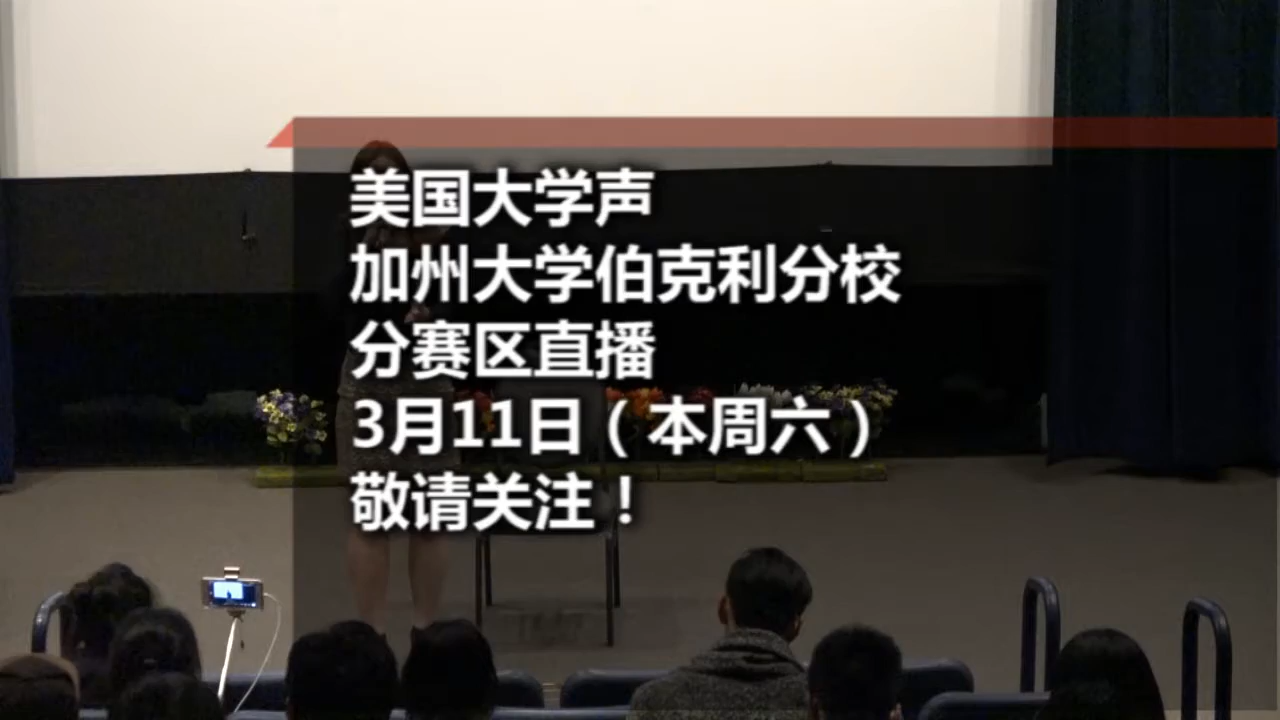 美国大学声
加州大学伯克利分校
分赛区直播
3月11日（本周六）
敬请关注！